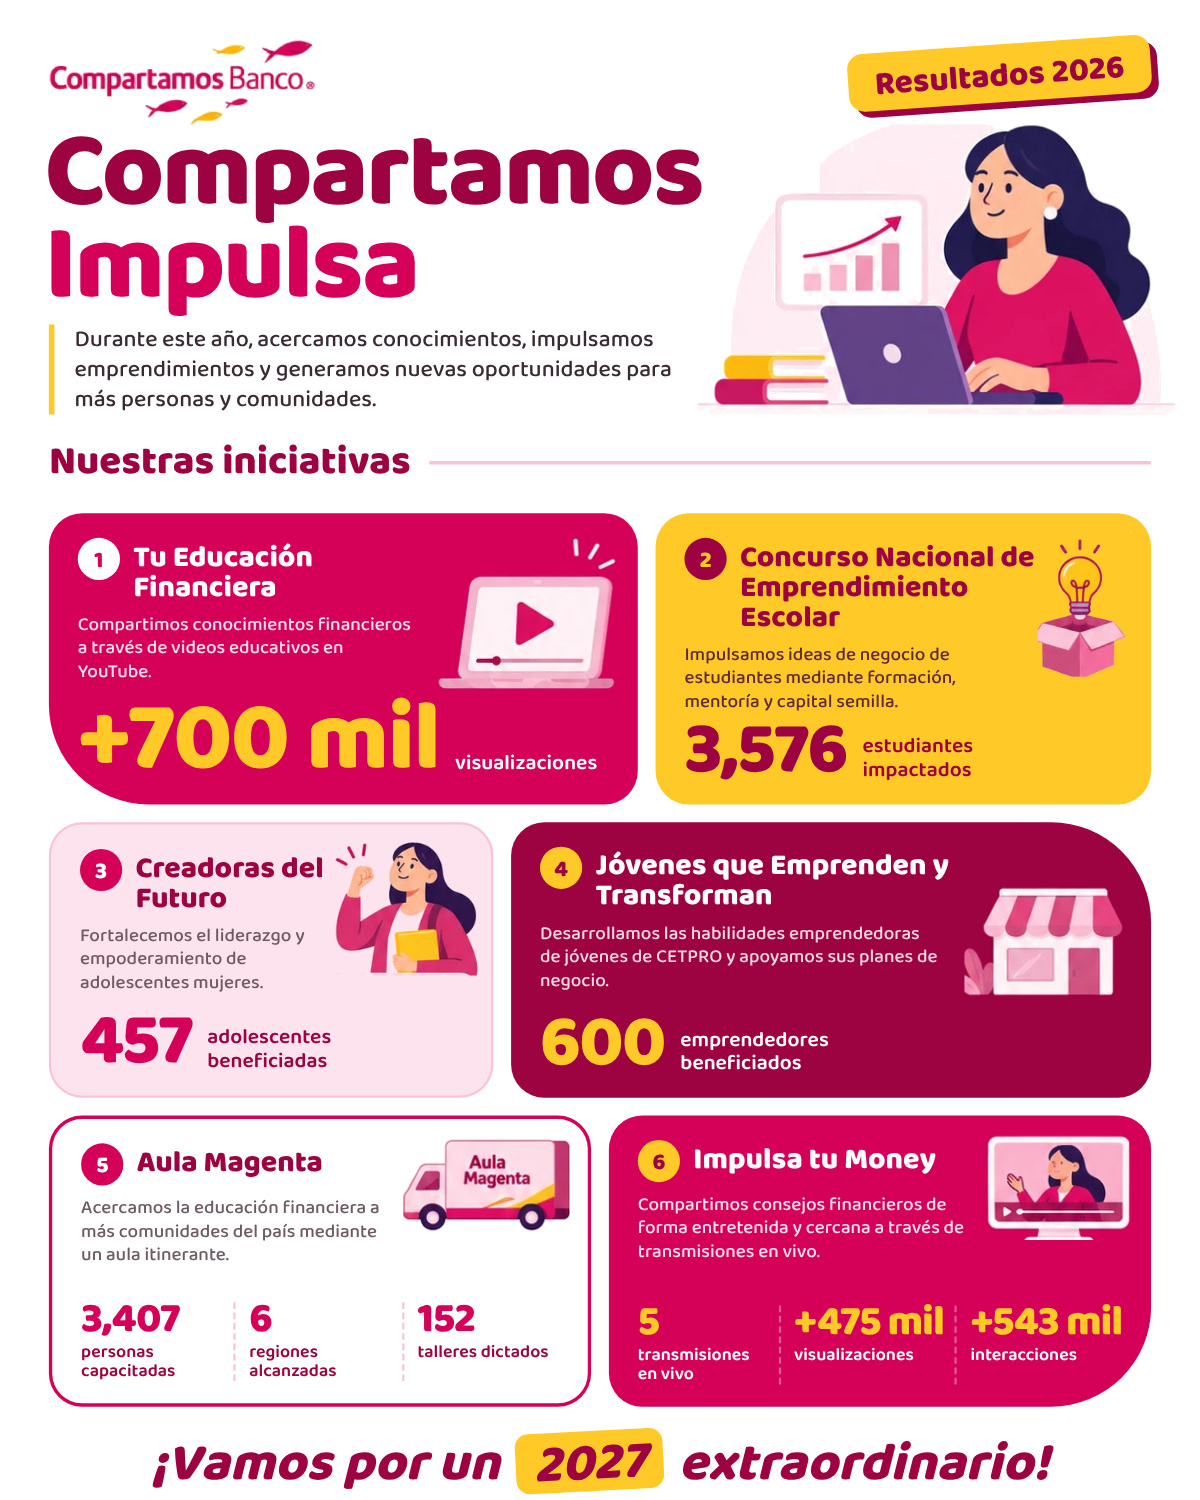 Compartamos Banco®
Resultados 2026
Compartamos
Impulsa
Durante este año, acercamos conocimientos, impulsamos
emprendimientos y generamos nuevas oportunidades para
más personas y comunidades.
Nuestras iniciativas
1
Tu Educación
Financiera
Compartimos conocimientos financieros
a través de videos educativos en
YouTube.
+700 mil visualizaciones
2
Concurso Nacional de
Emprendimiento
Escolar
Impulsamos ideas de negocio de
estudiantes mediante formación,
mentoría y capital semilla.
3,576
estudiantes
impactados
3
Creadoras del
Futuro
Fortalecemos el liderazgo y
empoderamiento de
adolescentes mujeres.
457
adolescentes
beneficiadas
4
Jóvenes que Emprenden y
Transforman
Desarrollamos las habilidades emprendedoras
de jóvenes de CETPRO y apoyamos sus planes de
negocio.
600
emprendedores
beneficiados
5
Aula Magenta
Aula
Magenta
Acercamos la educación financiera a
más comunidades del país mediante
un aula itinerante.
3,407
personas
capacitadas
6
regiones
alcanzadas
152
talleres dictados
6
Impulsa tu Money
Compartimos consejos financieros de
forma entretenida y cercana a través de
transmisiones en vivo.
5
transmisiones
en vivo
+475 mil
visualizaciones
+543 mil
interacciones
¡Vamos por un 2027 extraordinario!